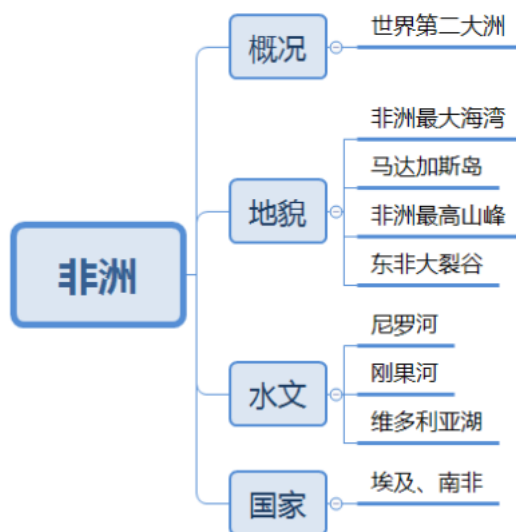 非洲
概况
世界第二大洲
地貌
非洲最大海湾
马达加斯岛
非洲最高山峰
东非大裂谷
水文
尼罗河
刚果河
维多利亚湖
国家
埃及、南非